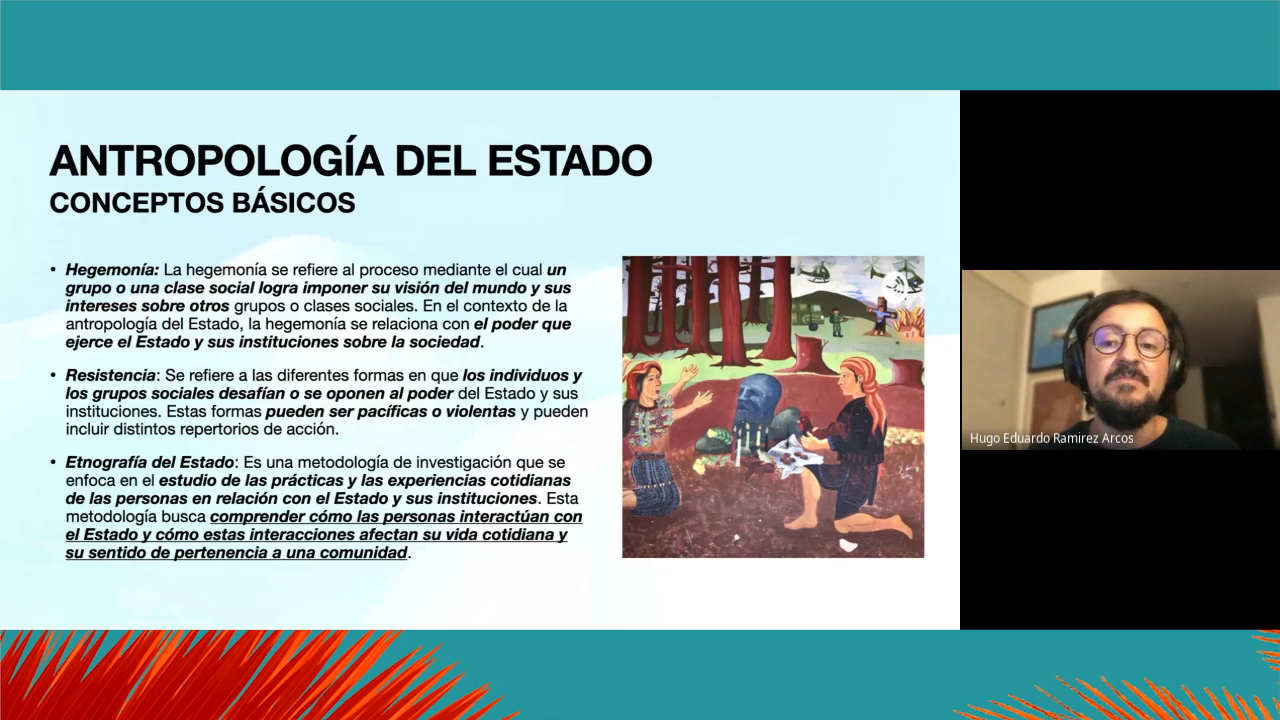 ANTROPOLOGÍA DEL ESTADO
CONCEPTOS BÁSICOS
• Hegemonía: La hegemonía se refiere al proceso mediante el cual un
grupo o una clase social logra imponer su visión del mundo y sus
intereses sobre otros grupos o clases sociales. En el contexto de la
antropología del Estado, la hegemonía se relaciona con el poder que
ejerce el Estado y sus instituciones sobre la sociedad.
• Resistencia: Se refiere a las diferentes formas en que los individuos y
los grupos sociales desafían o se oponen al poder del Estado y sus
instituciones. Estas formas pueden ser pacíficas o violentas y pueden
incluir distintos repertorios de acción.
• Etnografía del Estado: Es una metodología de investigación que se
enfoca en el estudio de las prácticas y las experiencias cotidianas
de las personas en relación con el Estado y sus instituciones. Esta
metodología busca comprender cómo las personas interactúan con
el Estado y cómo estas interacciones afectan su vida cotidiana y
su sentido de pertenencia a una comunidad.
Hugo Eduardo Ramirez Arcos